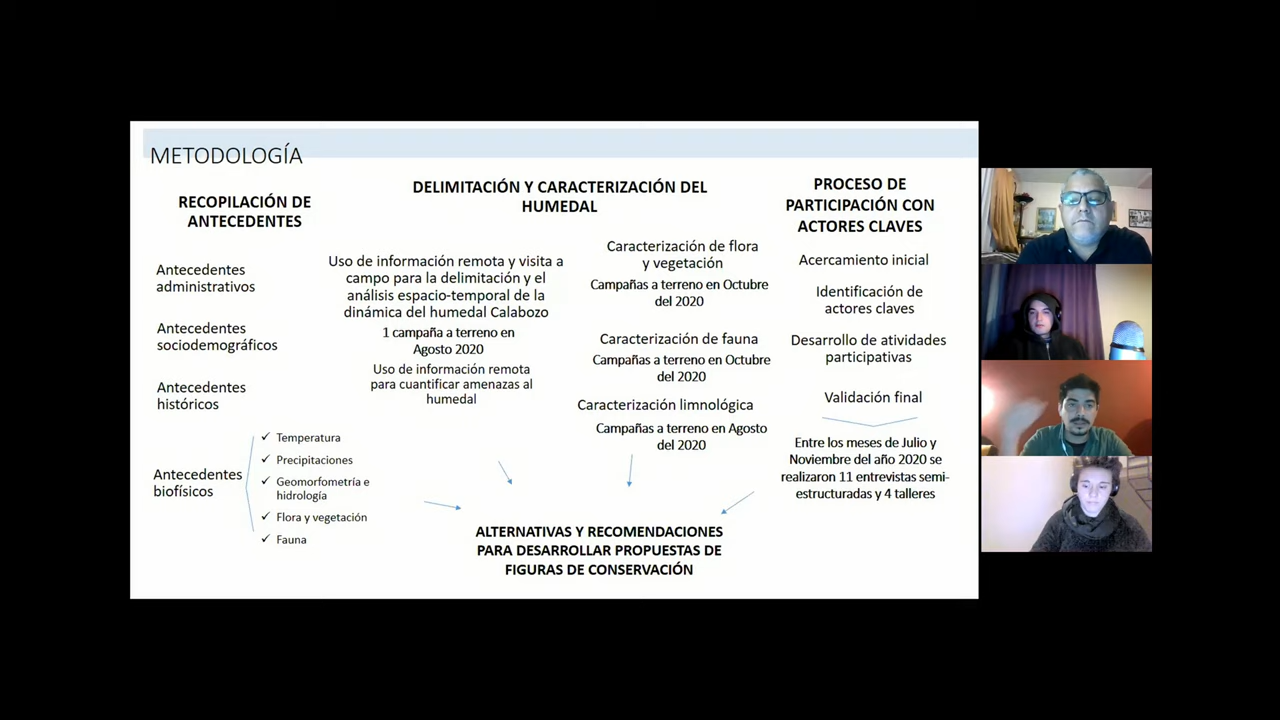 METODOLOGÍA
RECOPILACIÓN DE
ANTECEDENTES
Antecedentes
administrativos
Antecedentes
sociodemográficos
Antecedentes
históricos
Antecedentes
biofísicos
✓ Temperatura
✓ Precipitaciones
✓ Geomorfometría e
hidrología
✓ Flora y vegetación
✓ Fauna
DELIMITACIÓN Y CARACTERIZACIÓN DEL
HUMEDAL
Uso de información remota y visita a
campo para la delimitación y el
análisis espacio-temporal de la
dinámica del humedal Calabozo
1 campaña a terreno en
Agosto 2020
Uso de información remota
para cuantificar amenazas al
humedal
Caracterización de flora
y vegetación
Campañas a terreno en Octubre
del 2020
Caracterización de fauna
Campañas a terreno en Octubre
del 2020
Caracterización limnológica
Campañas a terreno en Agosto
del 2020
PROCESO DE
PARTICIPACIÓN CON
ACTORES CLAVES
Acercamiento inicial
Identificación de
actores claves
Desarrollo de atividades
participativas
Validación final
Entre los meses de Julio y
Noviembre del año 2020 se
realizaron 11 entrevistas semi-
estructuradas y 4 talleres
ALTERNATIVAS Y RECOMENDACIONES
PARA DESARROLLAR PROPUESTAS DE
FIGURAS DE CONSERVACIÓN